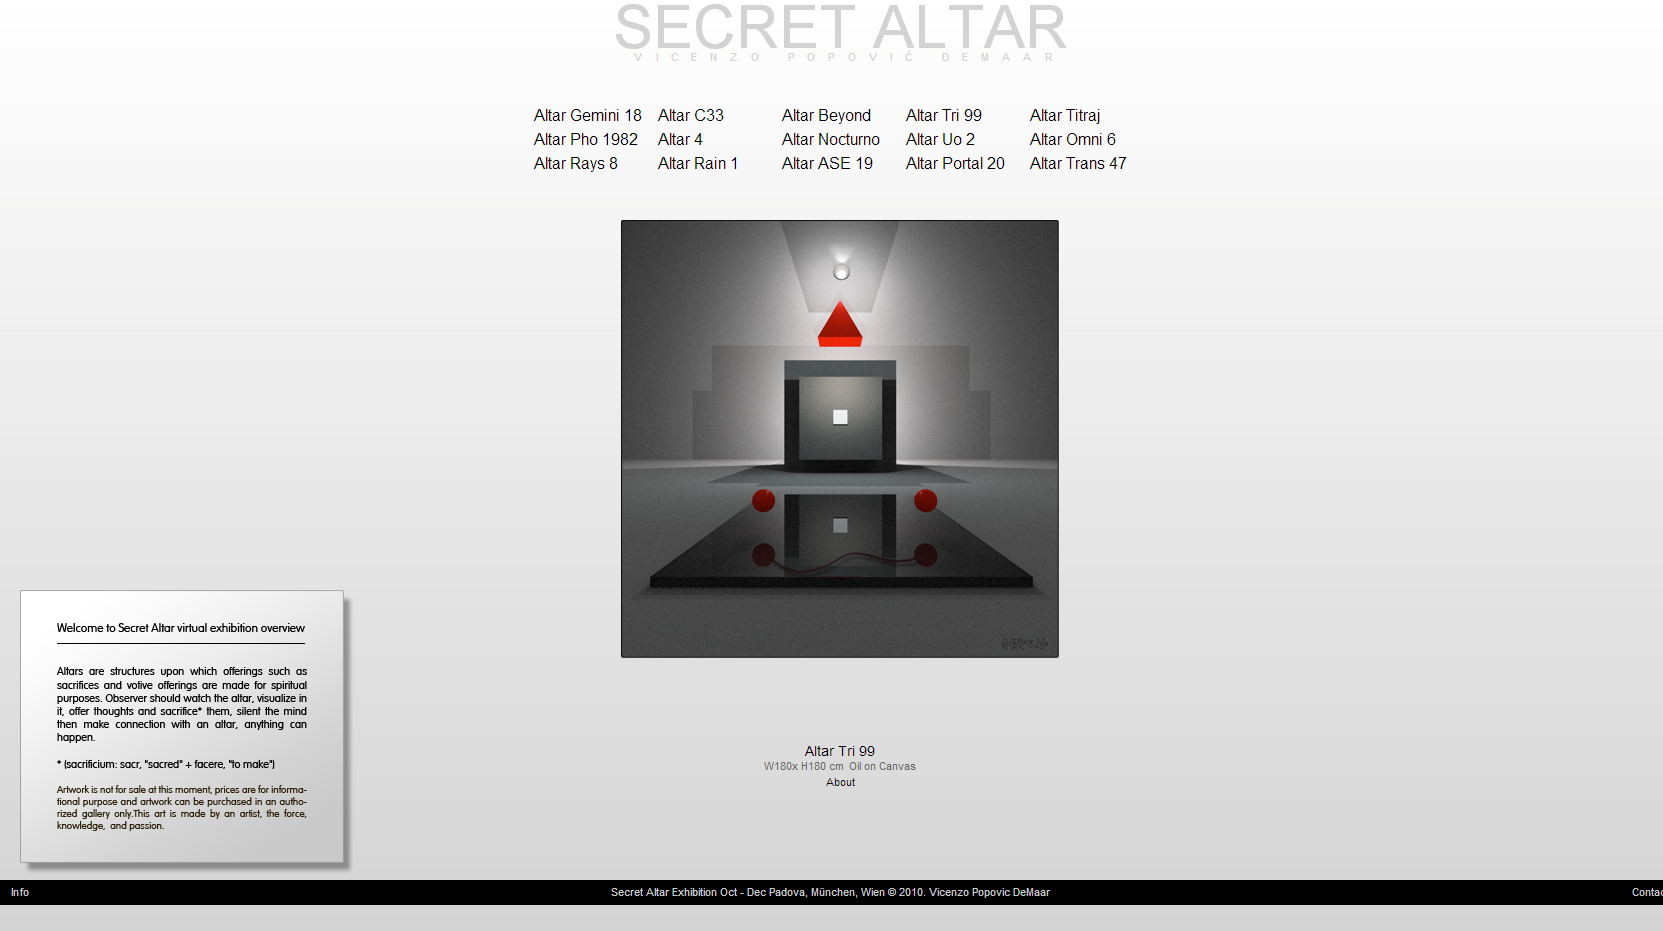 SECRET ALTAR
VICENZO POPOVIĆ DEMAAR
Altar Gemini 18 Altar C33 Altar Beyond Altar Tri 99 Altar Titraj
Altar Pho 1982 Altar 4 Altar Nocturno Altar Uo 2 Altar Omni 6
Altar Rays 8 Altar Rain 1 Altar ASE 19 Altar Portal 20 Altar Trans 47
Welcome to Secret Altar virtual exhibition overview
Altars are structures upon which offerings such as
sacrifices and votive offerings are made for spiritual
purposes. Observer should watch the altar, visualize in
it, offer thoughts and sacrifice* them, silent the mind
then make connection with an altar, anything can
happen.
* (sacrificium: sacr, "sacred" + facere, "to make")
Artwork is not for sale at this moment, prices are for informa-
tional purpose and artwork can be purchased in an autho-
rized gallery only.This art is made by an artist, the force,
knowledge, and passion.
Altar Tri 99
W180x H180 cm Oil on Canvas
About
Info Secret Altar Exhibition Oct - Dec Padova, München, Wien © 2010. Vicenzo Popovic DeMaar Contac